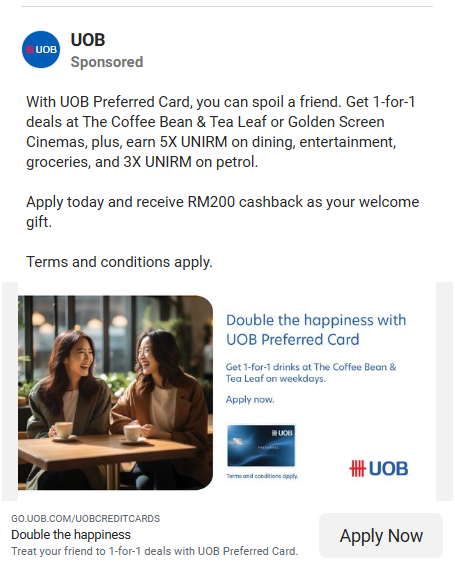 UOB
UOB
Sponsored
With UOB Preferred Card, you can spoil a friend. Get 1-for-1
deals at The Coffee Bean & Tea Leaf or Golden Screen
Cinemas, plus, earn 5X UNIRM on dining, entertainment,
groceries, and 3X UNIRM on petrol.
Apply today and receive RM200 cashback as your welcome
gift.
Terms and conditions apply.
Double the happiness with
UOB Preferred Card
Get 1-for-1 drinks at The Coffee Bean &
Tea Leaf on weekdays.
Apply now.
UOB
PREFERRED
Terms and conditions apply.
UOB
GO.UOB.COM/UOBCREDITCARDS
Double the happiness
Treat your friend to 1-for-1 deals with UOB Preferred Card.
Apply Now